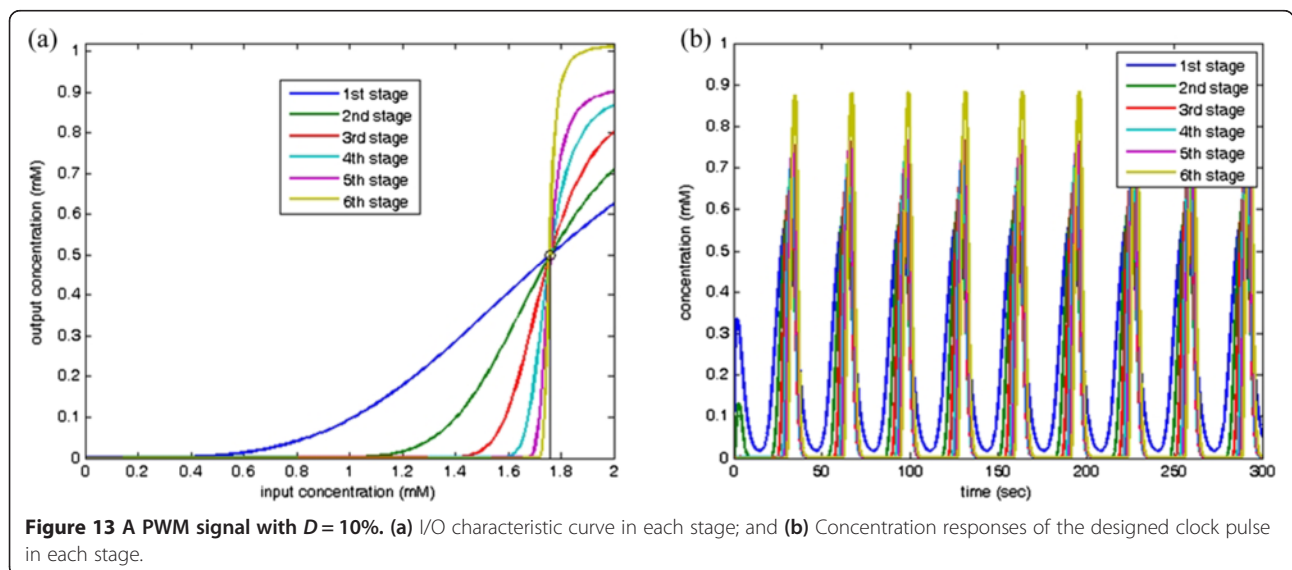 (a)
1
0.9
0.8
0.7
0.6
0.5
0.4
0.3
0.2
0.1
0
output concentration (mM)
1st stage
2nd stage
3rd stage
4th stage
5th stage
6th stage
0 0.2 0.4 0.6 0.8 1 1.2 1.4 1.6 1.8 2
input concentration (mM)
(b)
1
0.9
0.8
0.7
0.6
0.5
0.4
0.3
0.2
0.1
0
concentration (mM)
1st stage
2nd stage
3rd stage
4th stage
5th stage
6th stage
0 50 100 150 200 250 300
time (sec)
Figure 13 A PWM signal with D = 10%. (a) I/O characteristic curve in each stage; and (b) Concentration responses of the designed clock pulse
in each stage.